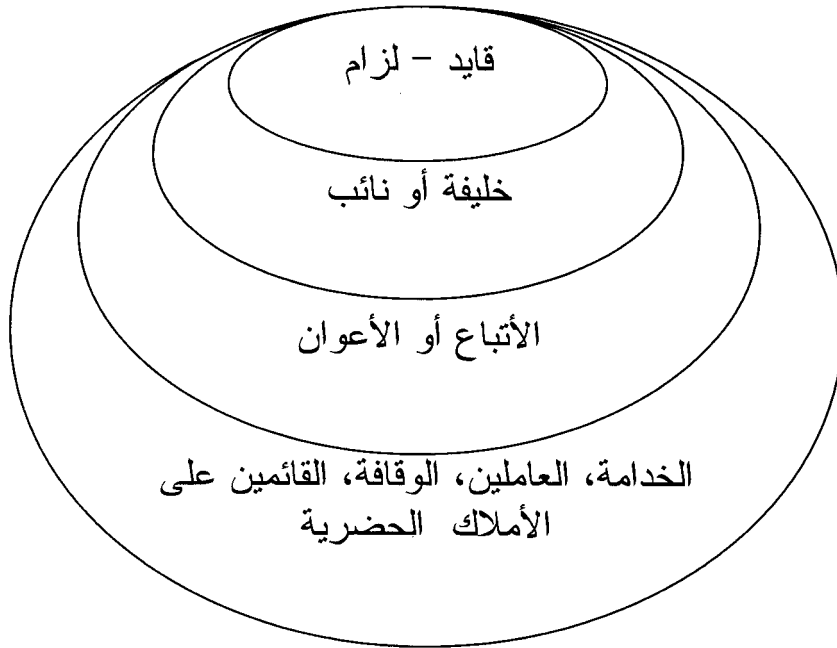 قايد – لزام
خليفة أو نائب
الأتباع أو الأعوان
الخدامة، العاملين، الوقافة، القائمين على
الأملاك الحضرية